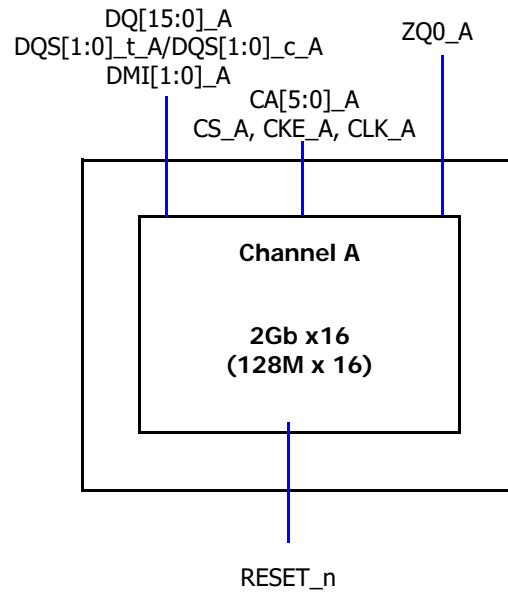 DQ[15:0]_A
DQS[1:0]_t_A/DQS[1:0]_c_A
DMI[1:0]_A
ZQ0_A
CA[5:0]_A
CS_A, CKE_A, CLK_A
Channel A
2Gb x16
(128M x 16)
RESET_n